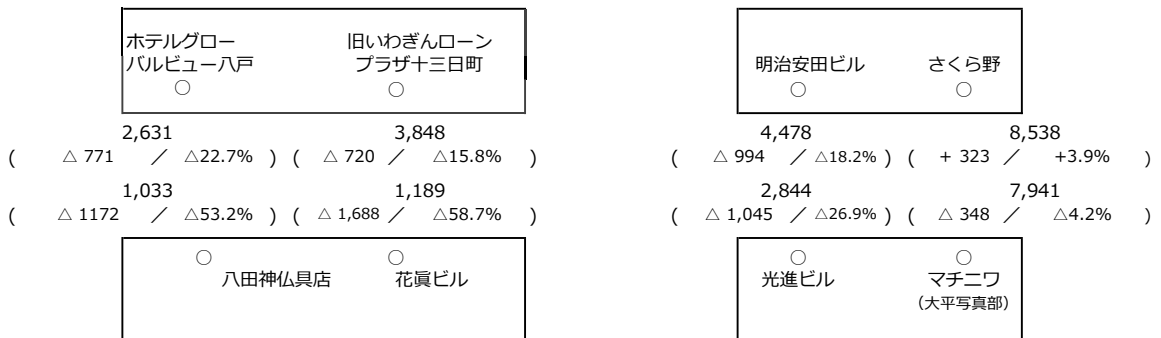 ホテルグロー
バルビュー八戸
旧いわぎんローン
プラザ十三日町
明治安田ビル
さくら野
○ ○ ○ ○
2,631 3,848 4,478 8,538
( △ 771 ／ △22.7% ) ( △ 720 ／ △15.8% ) ( △ 994 ／ △18.2% ) ( + 323 ／ +3.9% )
1,033 1,189 2,844 7,941
( △ 1172 ／ △53.2% ) ( △ 1,688 ／ △58.7% ) ( △ 1,045 ／ △26.9% ) ( △ 348 ／ △4.2% )
○ ○ ○ ○
八田神仏具店 花眞ビル 光進ビル マチニワ
（大平写真部）